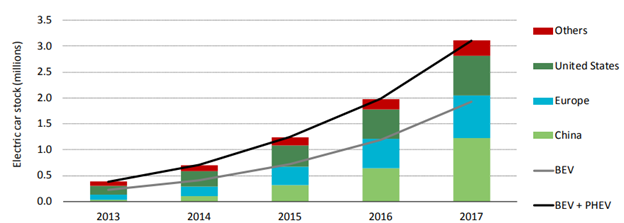 Electric car stock (millions)
3.5
3.0
2.5
2.0
1.5
1.0
0.5
0.0
2013 2014 2015 2016 2017
Others
United States
Europe
China
BEV
BEV + PHEV